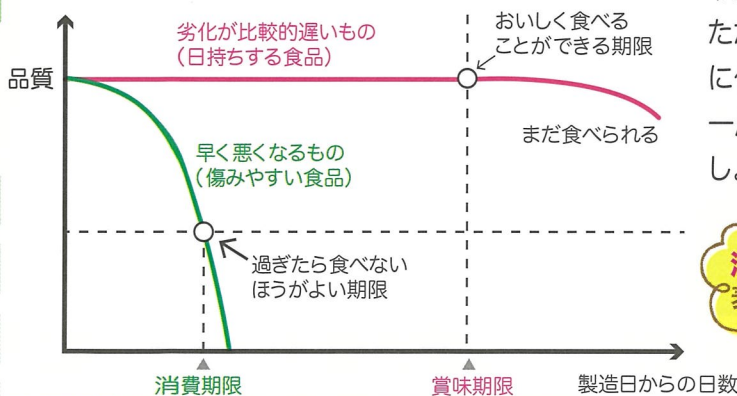 おいしく食べる
ことができる期限
劣化が比較的遅いもの
(日持ちする食品)
品質
まだ食べられる
早く悪くなるもの
(傷みやすい食品)
過ぎたら食べない
ほうがよい期限
消費期限
賞味期限
製造日からの日数